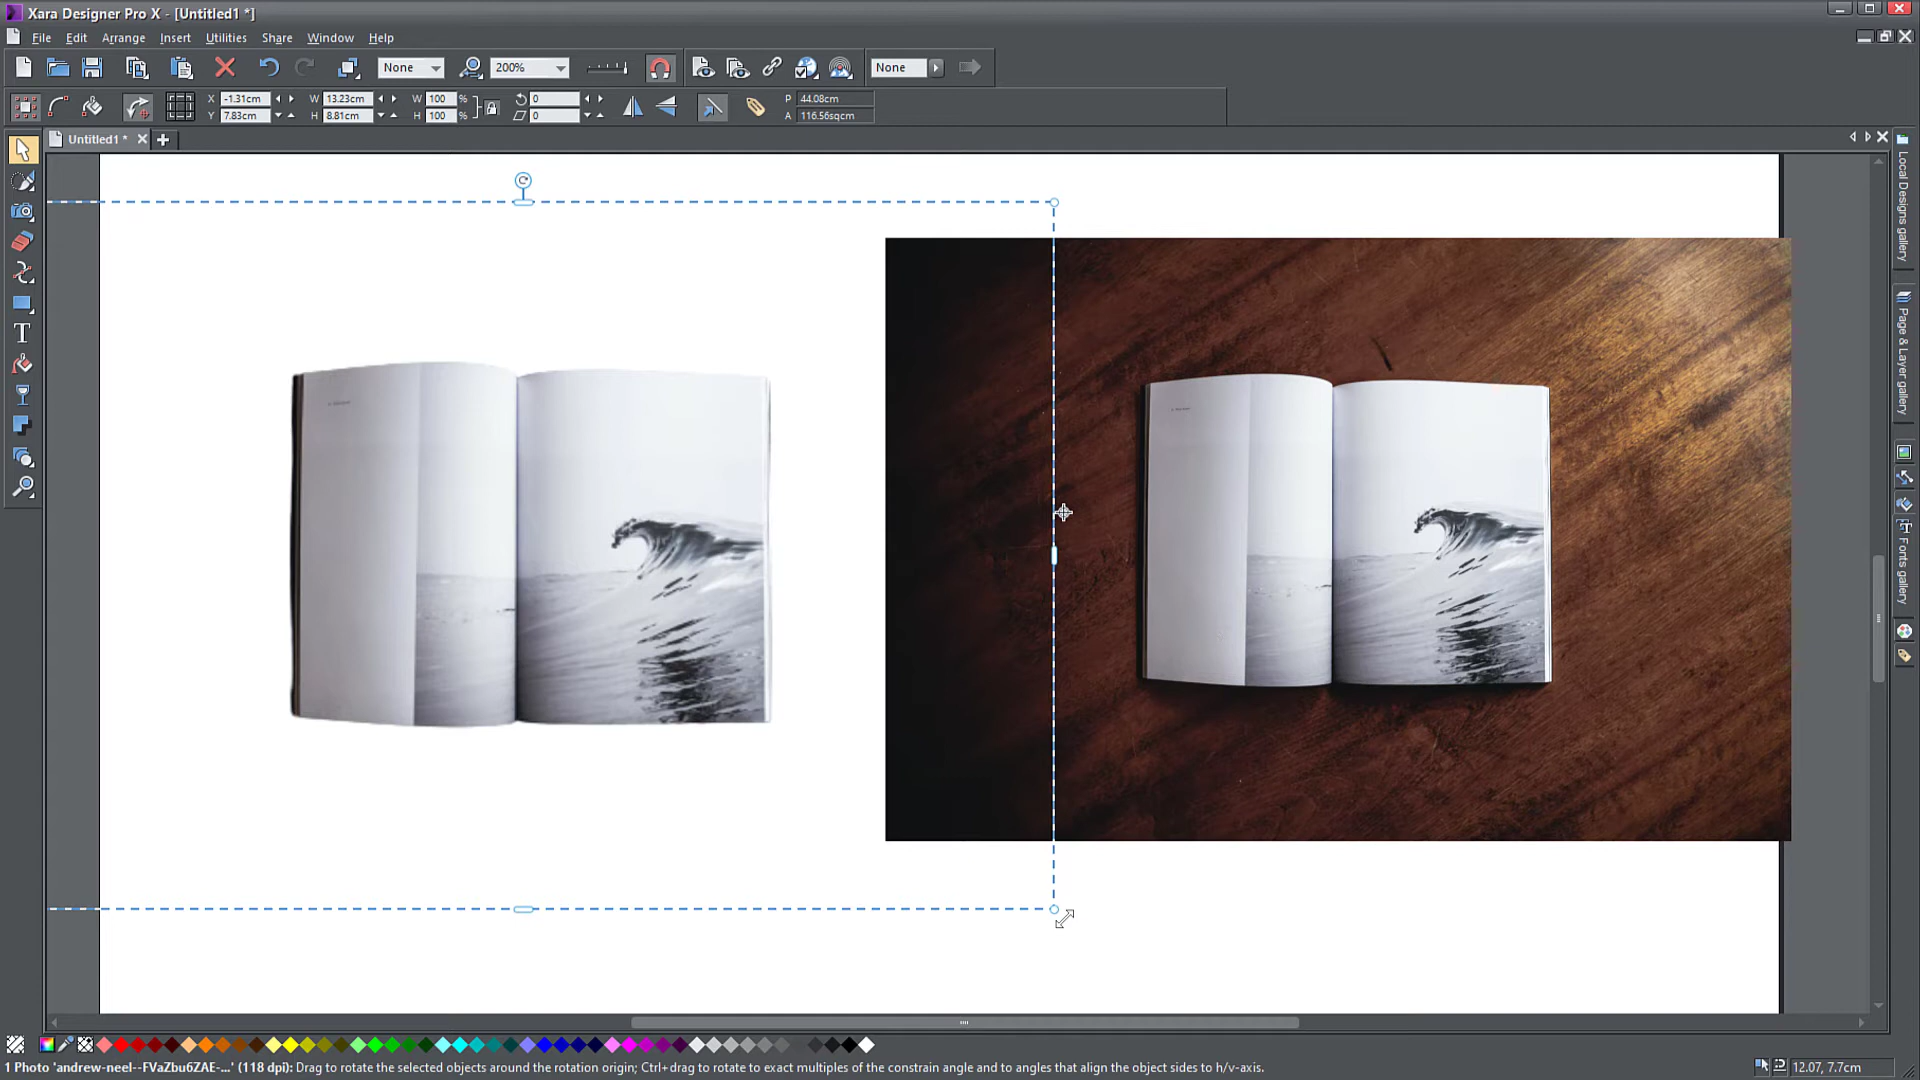 Xara Designer Pro X - [Untitled1 *]
File Edit Arrange Insert Utilities Share Window Help
None 200% None
X -1.31cm W 13.23cm W 100 % 0 P 44.08cm
Y 7.83cm H 8.81cm H 100 % 0 A 116.56sqcm
Untitled1 *
Local Designs gallery
Page & Layer gallery
Fonts gallery
1 Photo 'andrew-neel--FVaZbu6ZAE-...' (118 dpi): Drag to rotate the selected objects around the rotation origin; Ctrl+drag to rotate to exact multiples of the constrain angle and to angles that align the object sides to h/v-axis.
12.07, 7.7cm